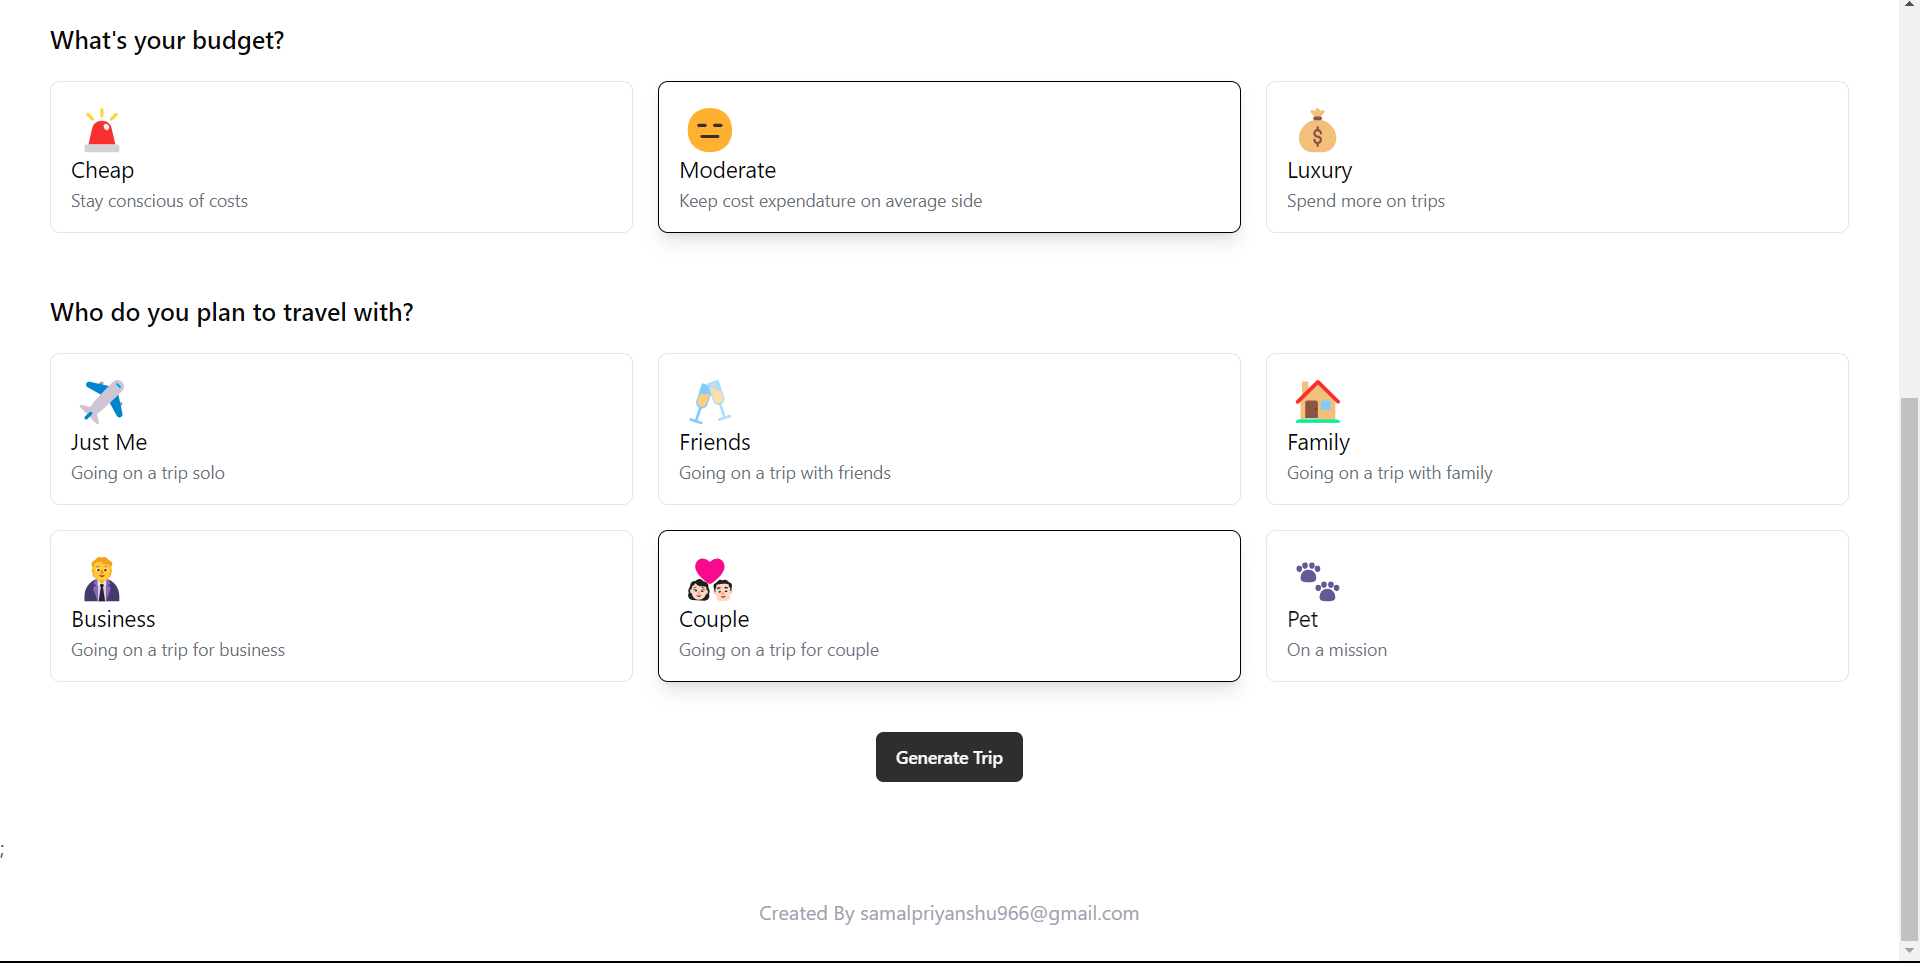 What's your budget?
Cheap
Stay conscious of costs
Moderate
Keep cost expendature on average side
$
Luxury
Spend more on trips
Who do you plan to travel with?
Just Me
Going on a trip solo
Friends
Going on a trip with friends
Family
Going on a trip with family
Business
Going on a trip for business
Couple
Going on a trip for couple
Pet
On a mission
Generate Trip
;
Created By samalpriyanshu966@gmail.com